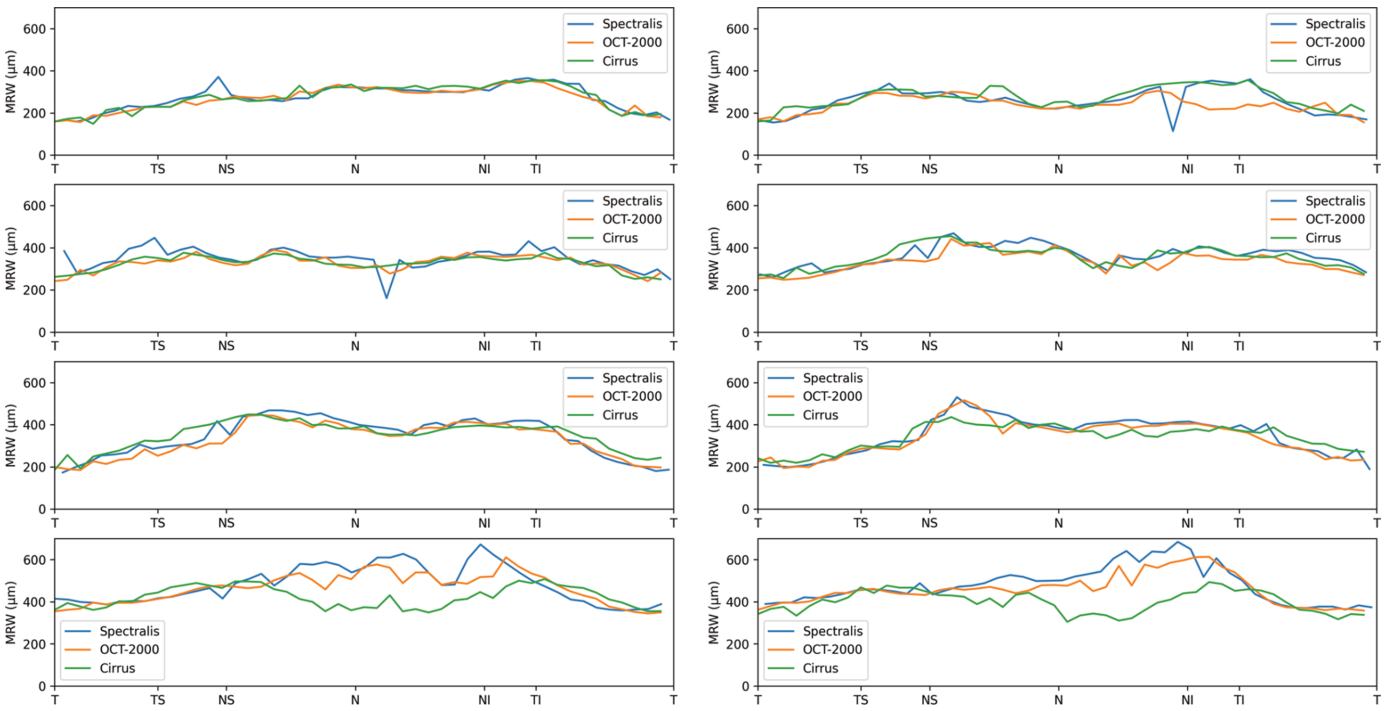 MRW (μm)
600
400
200
0
T TS NS N NI TI T
Spectralis
OCT-2000
Cirrus
MRW (μm)
600
400
200
0
T TS NS N NI TI T
Spectralis
OCT-2000
Cirrus
MRW (μm)
600
400
200
0
T TS NS N NI TI T
Spectralis
OCT-2000
Cirrus
MRW (μm)
600
400
200
0
T TS NS N NI TI T
Spectralis
OCT-2000
Cirrus
MRW (μm)
600
400
200
0
T TS NS N NI TI T
Spectralis
OCT-2000
Cirrus
MRW (μm)
600
400
200
0
T TS NS N NI TI T
Spectralis
OCT-2000
Cirrus
MRW (μm)
600
400
200
0
T TS NS N NI TI T
Spectralis
OCT-2000
Cirrus
MRW (μm)
600
400
200
0
T TS NS N NI TI T
Spectralis
OCT-2000
Cirrus